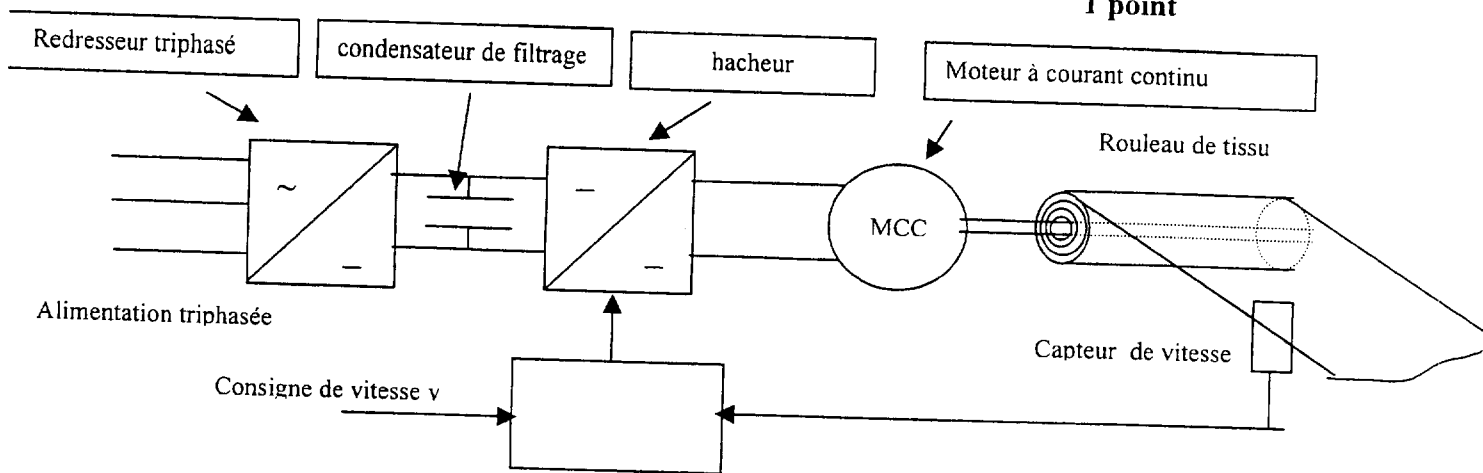 1 point
Redresseur triphasé
condensateur de filtrage
hacheur
Moteur à courant continu
Rouleau de tissu
~
–
–
–
MCC
Alimentation triphasée
Capteur de vitesse
Consigne de vitesse v